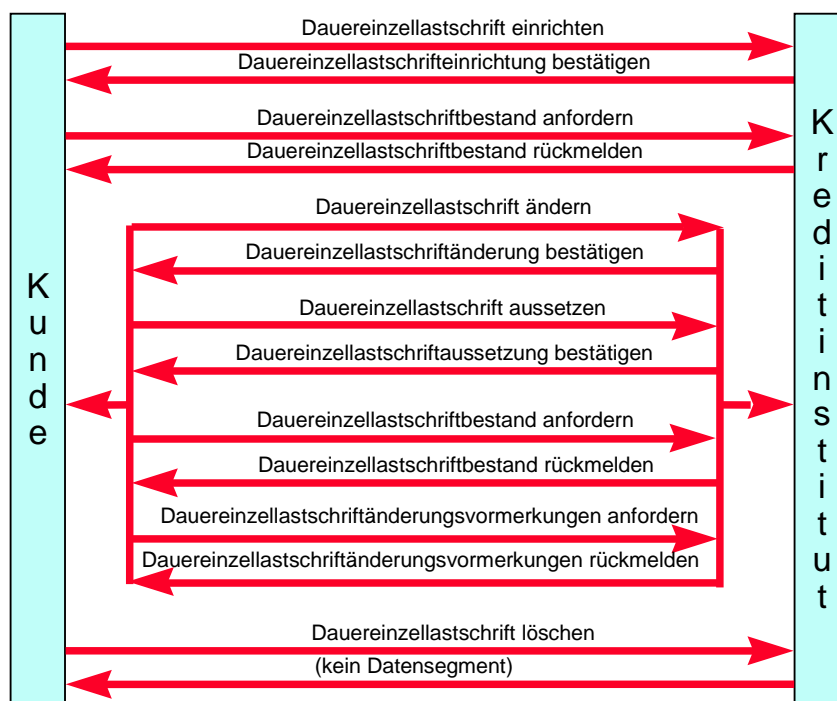 Dauereinzellastschrift einrichten
Dauereinzellastschrifteinrichtung bestätigen
Dauereinzellastschriftbestand anfordern
Dauereinzellastschriftbestand rückmelden
Dauereinzellastschrift ändern
Dauereinzellastschriftänderung bestätigen
Dauereinzellastschrift aussetzen
Dauereinzellastschriftaussetzung bestätigen
Dauereinzellastschriftbestand anfordern
Dauereinzellastschriftbestand rückmelden
Dauereinzellastschriftänderungsvormerkungen anfordern
Dauereinzellastschriftänderungsvormerkungen rückmelden
Dauereinzellastschrift löschen
(kein Datensegment)
Kunde
Kreditinstitut